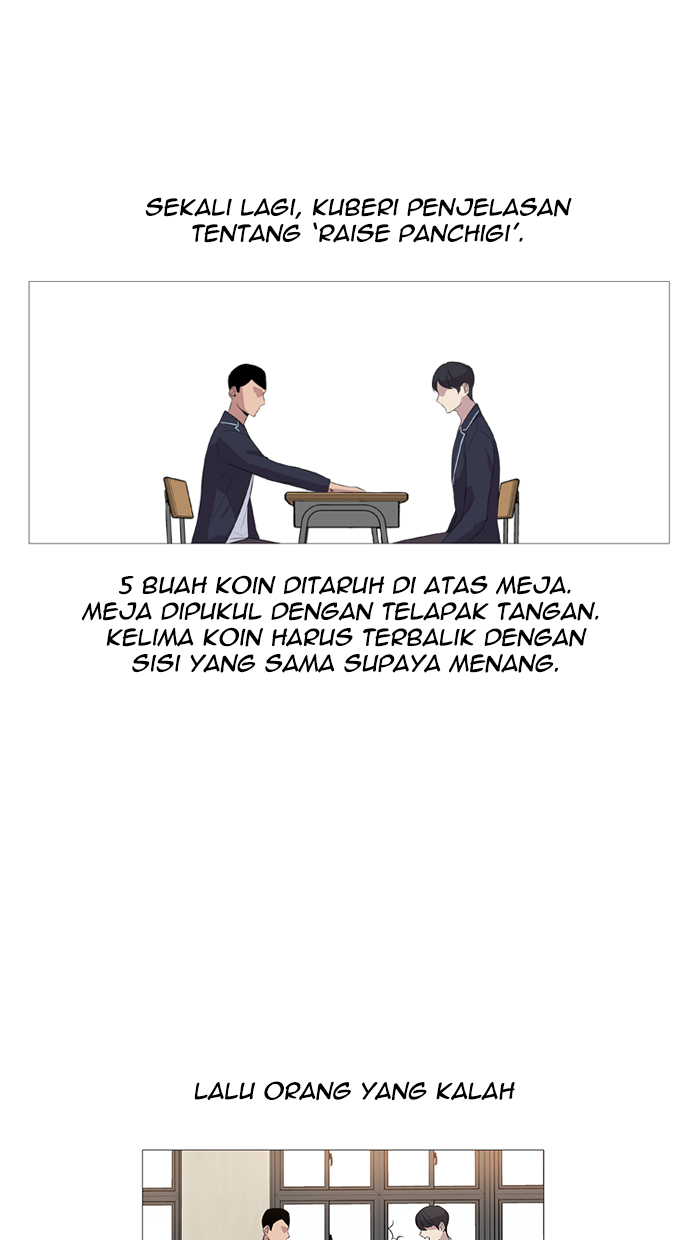 SEKALI LAGI, KUBERI PENJELASAN
TENTANG ‘RAISE PANCHIGI’.
5 BUAH KOIN DITARUH DI ATAS MEJA.
MEJA DIPUKUL DENGAN TELAPAK TANGAN.
KELIMA KOIN HARUS TERBALIK DENGAN
SISI YANG SAMA SUPAYA MENANG.
LALU ORANG YANG KALAH